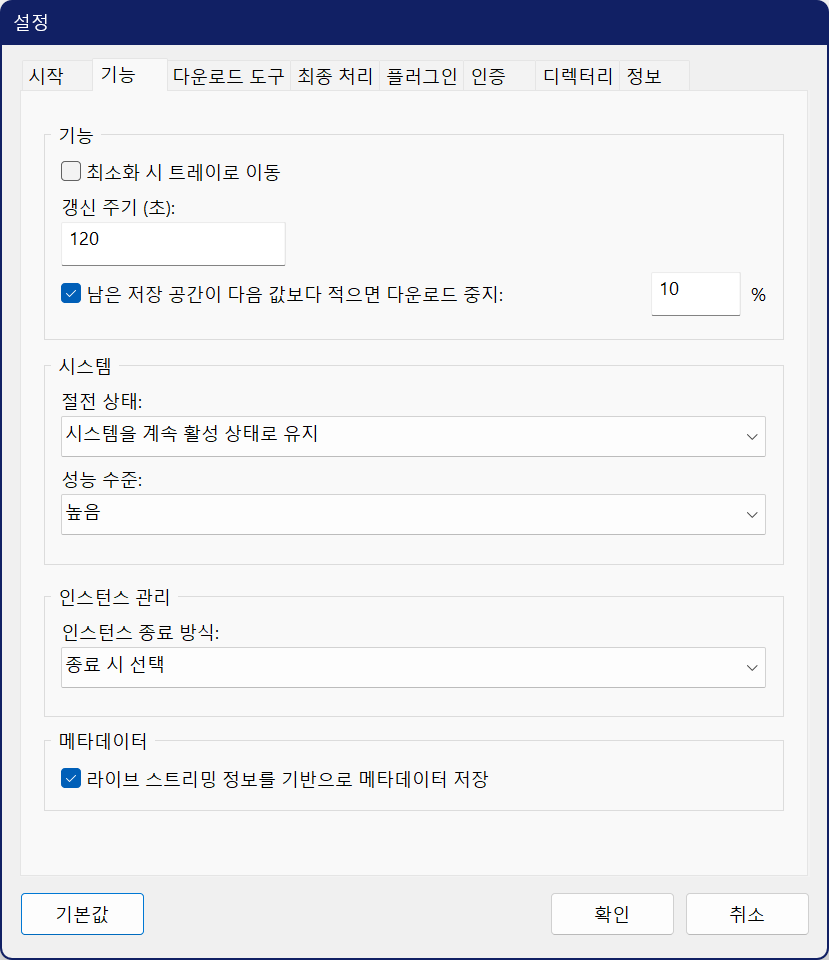 설정
시작 기능 다운로드 도구 최종 처리 플러그인 인증 디렉터리 정보
기능
최소화 시 트레이로 이동
갱신 주기 (초):
120
남은 저장 공간이 다음 값보다 적으면 다운로드 중지: 10 %
시스템
절전 상태:
시스템을 계속 활성 상태로 유지
성능 수준:
높음
인스턴스 관리
인스턴스 종료 방식:
종료 시 선택
메타데이터
라이브 스트리밍 정보를 기반으로 메타데이터 저장
기본값 확인 취소